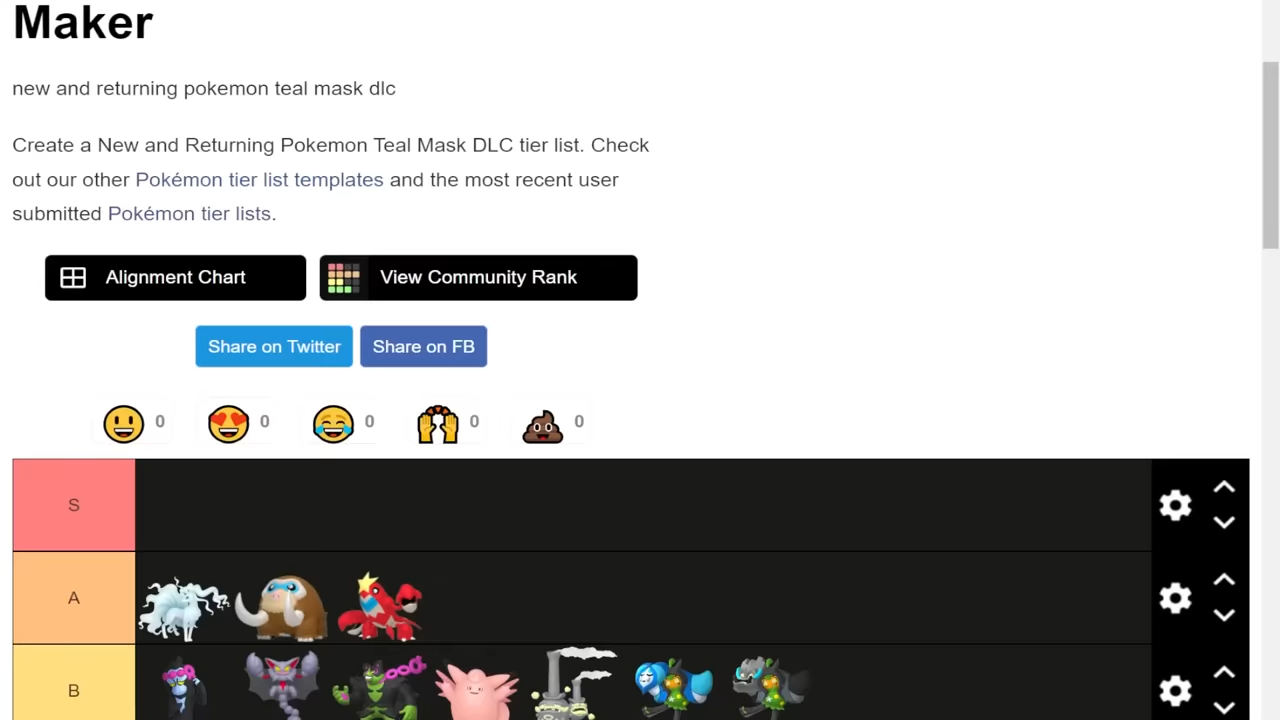 Maker
new and returning pokemon teal mask dlc
Create a New and Returning Pokemon Teal Mask DLC tier list. Check
out our other Pokémon tier list templates and the most recent user
submitted Pokémon tier lists.
Alignment Chart
View Community Rank
Share on Twitter
Share on FB
0 0 0 0 0
S
A
B